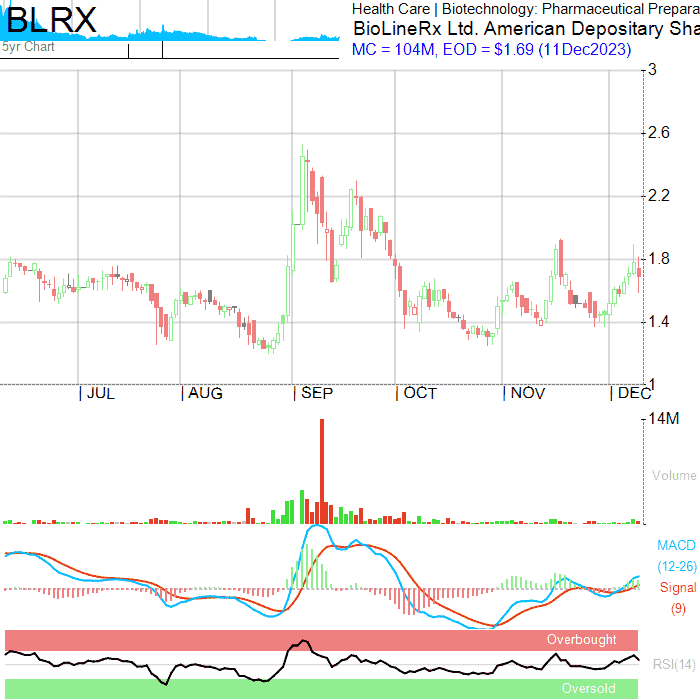 BLRX
5yr Chart
Health Care | Biotechnology: Pharmaceutical Prepara
BioLineRx Ltd. American Depositary Sha
MC = 104M, EOD = $1.69 (11Dec2023)
3
2.6
2.2
1.8
1.4
1
| JUL | AUG | SEP | OCT | NOV | DEC
14M
Volume
MACD
(12-26)
Signal
(9)
Overbought
RSI(14)
Oversold